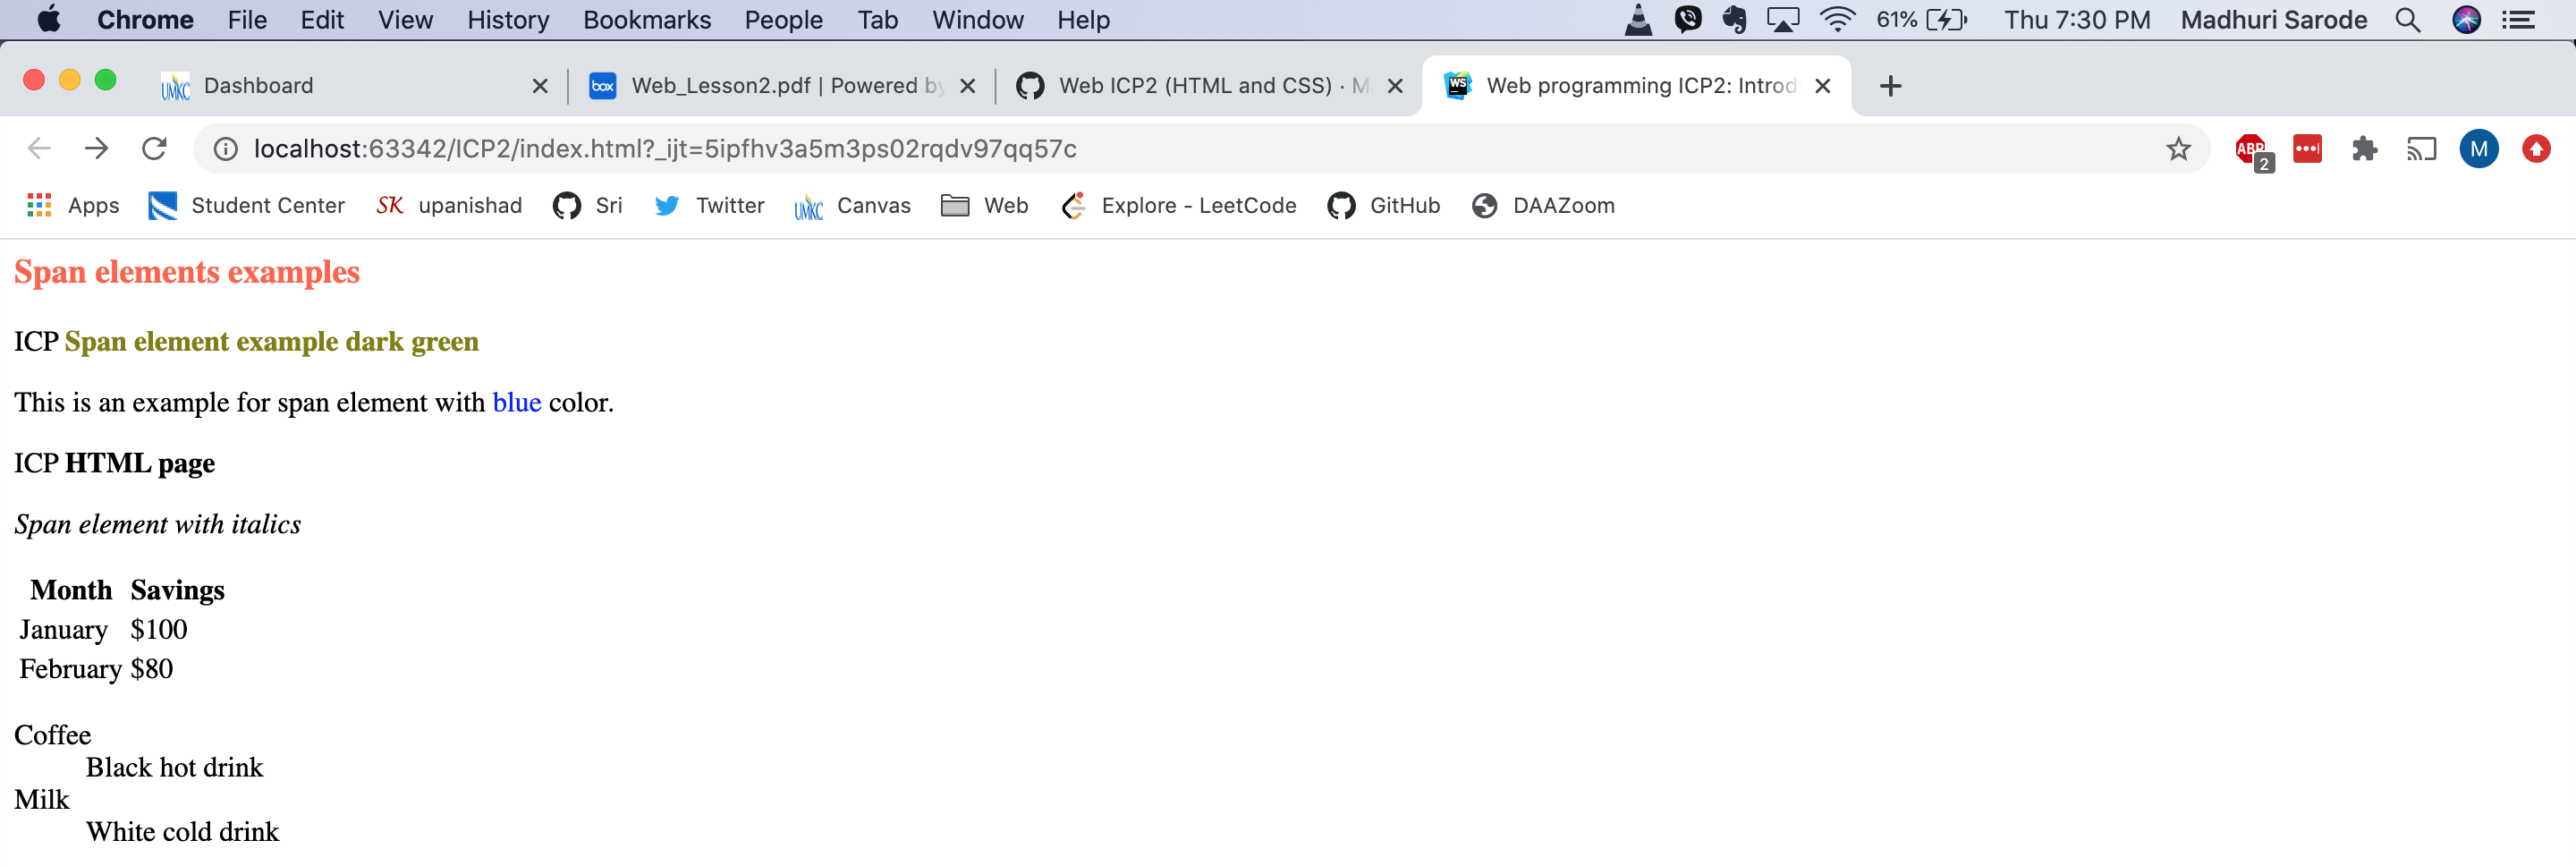 Chrome File Edit View History Bookmarks People Tab Window Help 61% Thu 7:30 PM Madhuri Sarode
UMKC Dashboard box Web_Lesson2.pdf | Powered by WS Web ICP2 (HTML and CSS) · M Web programming ICP2: Introd
localhost:63342/ICP2/index.html?_ijt=5ipfhv3a5m3ps02rqdv97qq57c ABP 2 M
Apps Student Center SK upanishad Sri Twitter UMKC Canvas Web Explore - LeetCode GitHub DAAZoom
Span elements examples
ICP Span element example dark green
This is an example for span element with blue color.
ICP HTML page
Span element with italics
Month Savings
January $100
February $80
Coffee
Black hot drink
Milk
White cold drink